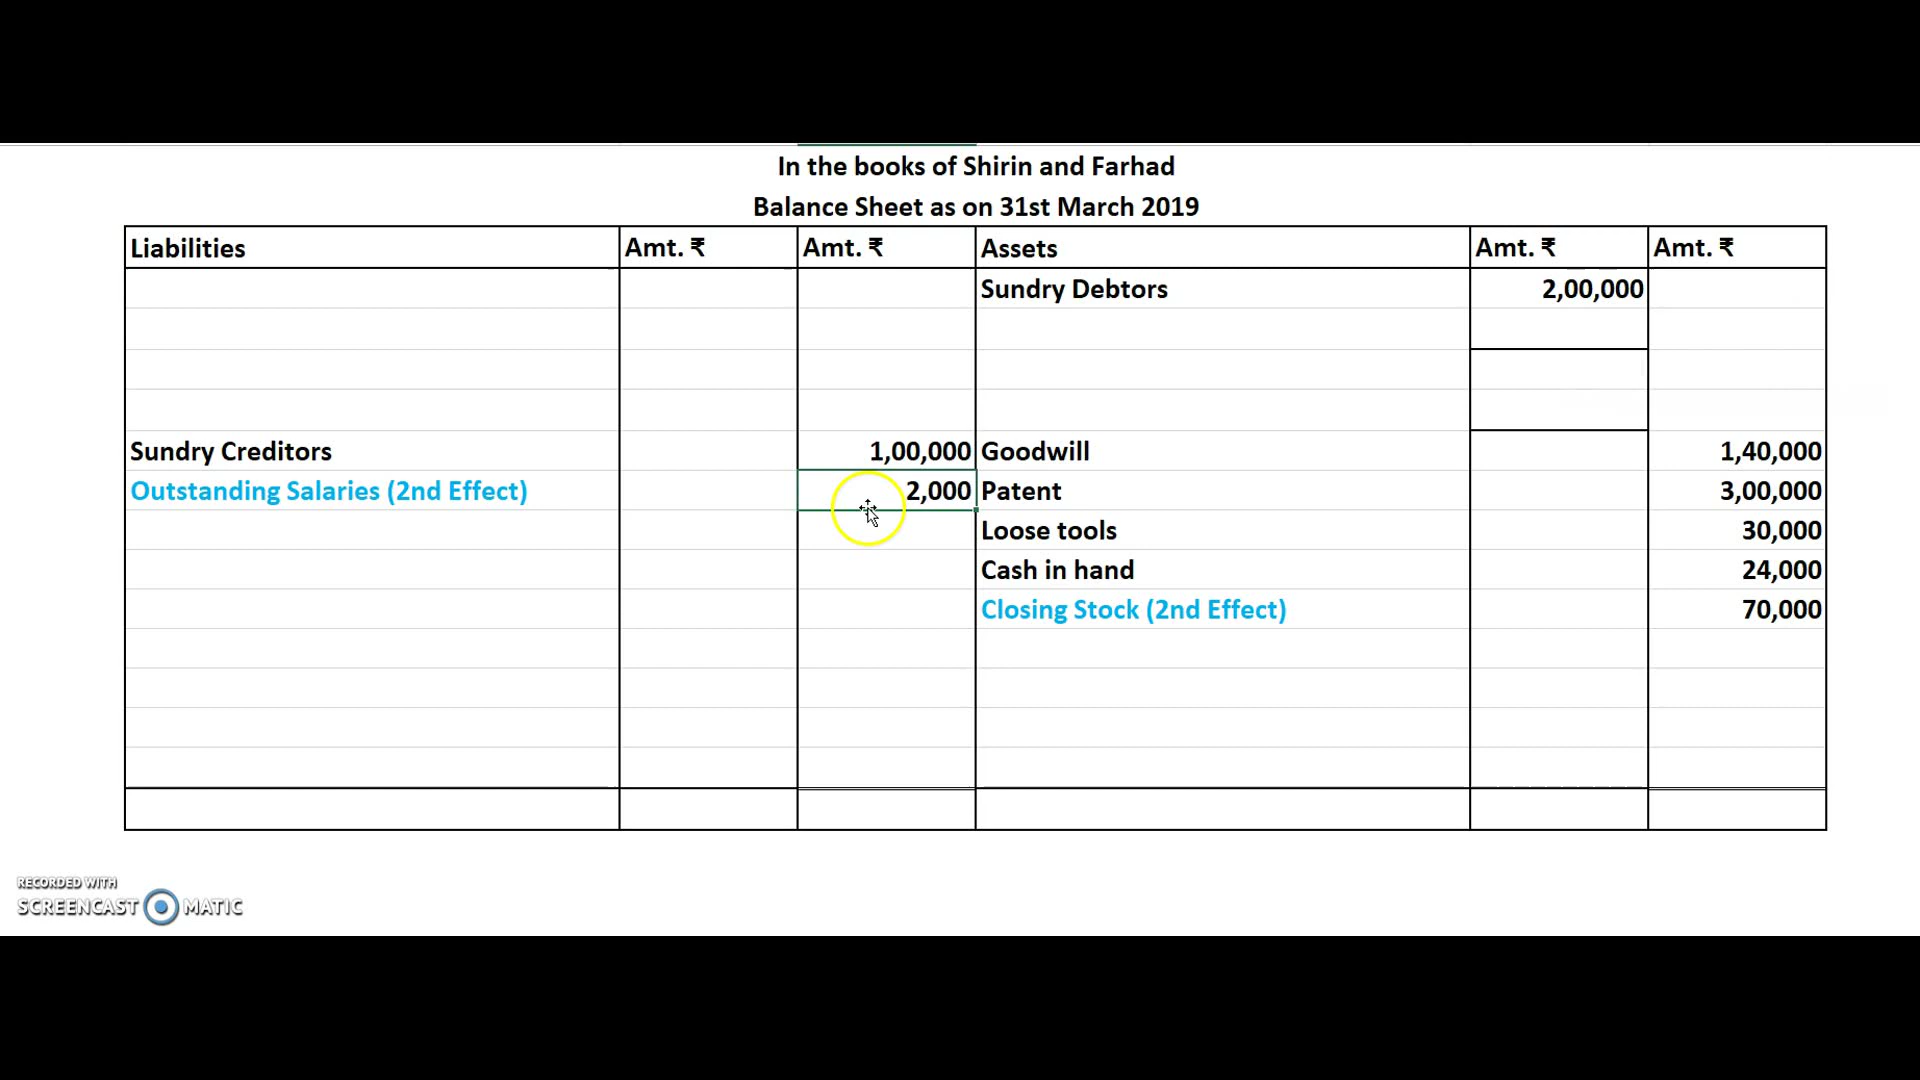 In the books of Shirin and Farhad
Balance Sheet as on 31st March 2019
Liabilities Amt. ₹ Amt. ₹ Assets Amt. ₹ Amt. ₹
Sundry Debtors 2,00,000
Sundry Creditors 1,00,000 Goodwill 1,40,000
Outstanding Salaries (2nd Effect) 2,000 Patent 3,00,000
Loose tools 30,000
Cash in hand 24,000
Closing Stock (2nd Effect) 70,000
RECORDED WITH
SCREENCAST MATIC